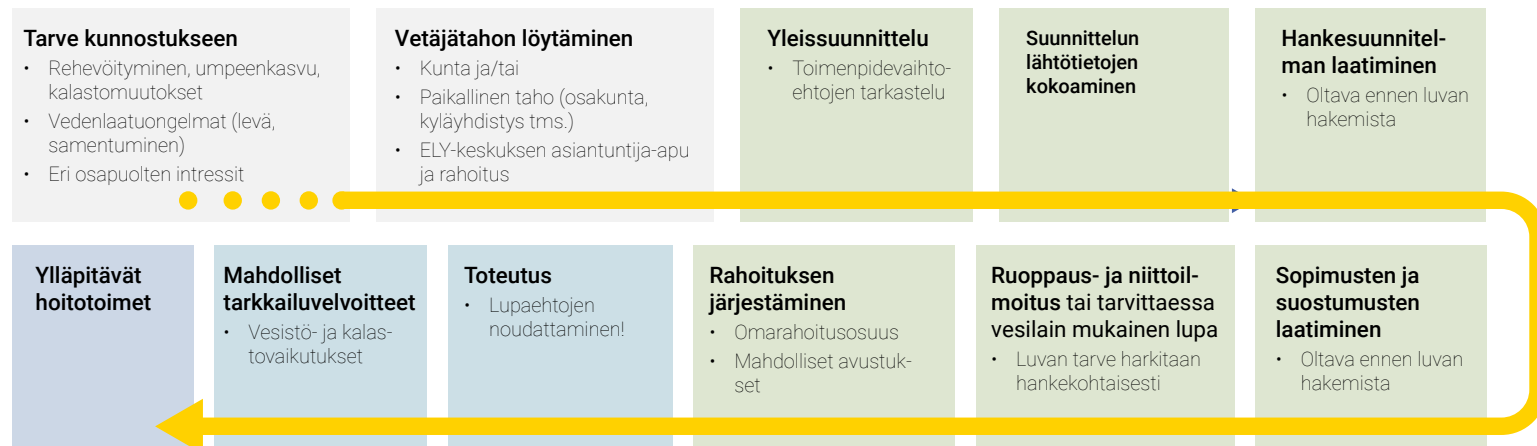 Tarve kunnostukseen
• Rehevöityminen, umpeenkasvu,
kalastomuutokset
• Vedenlaatuongelmat (levä,
samentuminen)
• Eri osapuolten intressit
Vetäjätahon löytäminen
• Kunta ja/tai
• Paikallinen taho (osakunta,
kyläyhdistys tms.)
• ELY-keskuksen asiantuntija-apu
ja rahoitus
Yleissuunnittelu
• Toimenpidevaihto-
ehtojen tarkastelu
Suunnittelun
lähtötietojen
kokoaminen
Hankesuunnitel-
man laatiminen
• Oltava ennen luvan
hakemista
Ylläpitävät
hoitotoimet
Mahdolliset
tarkkailuvelvoitteet
• Vesistö- ja kalas-
tovaikutukset
Toteutus
• Lupaehtojen
noudattaminen!
Rahoituksen
järjestäminen
• Omarahoitusosuus
• Mahdolliset avustuk-
set
Ruoppaus- ja niittoil-
moitus tai tarvittaessa
vesilain mukainen lupa
• Luvan tarve harkitaan
hankekohtaisesti
Sopimusten ja
suostumusten
laatiminen
• Oltava ennen luvan
hakemista